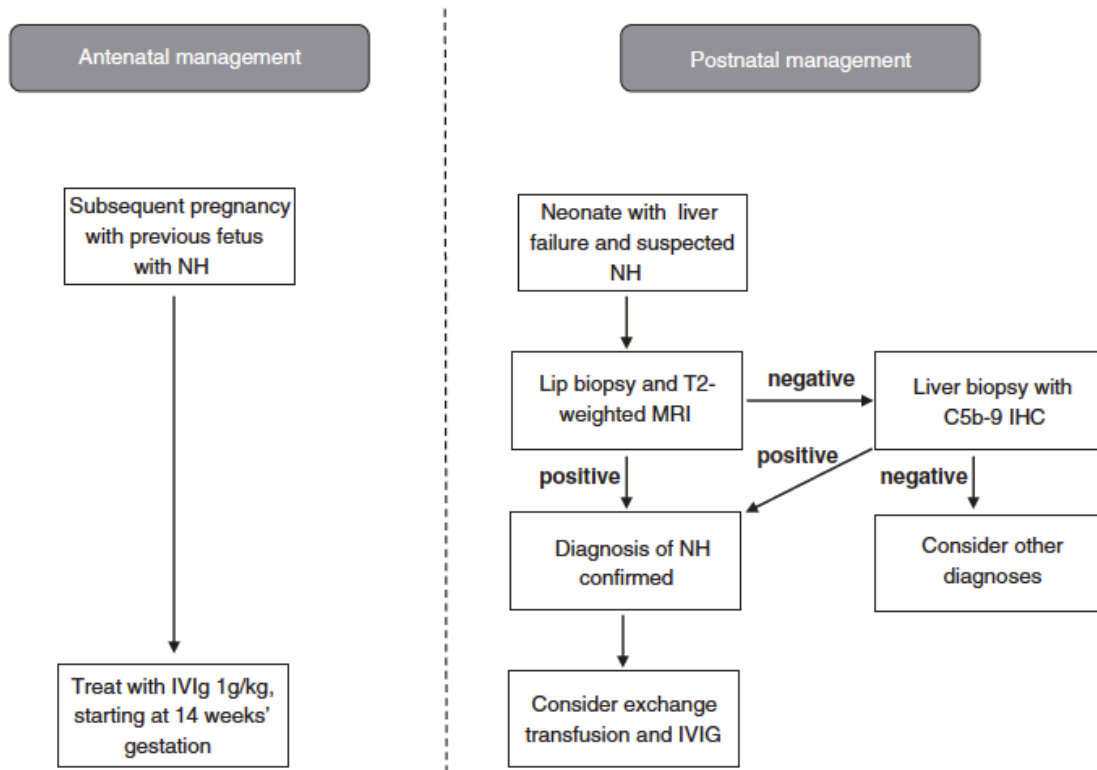 Antenatal management
Postnatal management
Subsequent pregnancy
with previous fetus
with NH
Treat with IVIg 1g/kg,
starting at 14 weeks’
gestation
Neonate with liver
failure and suspected
NH
Lip biopsy and T2-
weighted MRI
negative
Liver biopsy with
C5b-9 IHC
positive
positive
negative
Diagnosis of NH
confirmed
Consider other
diagnoses
Consider exchange
transfusion and IVIG